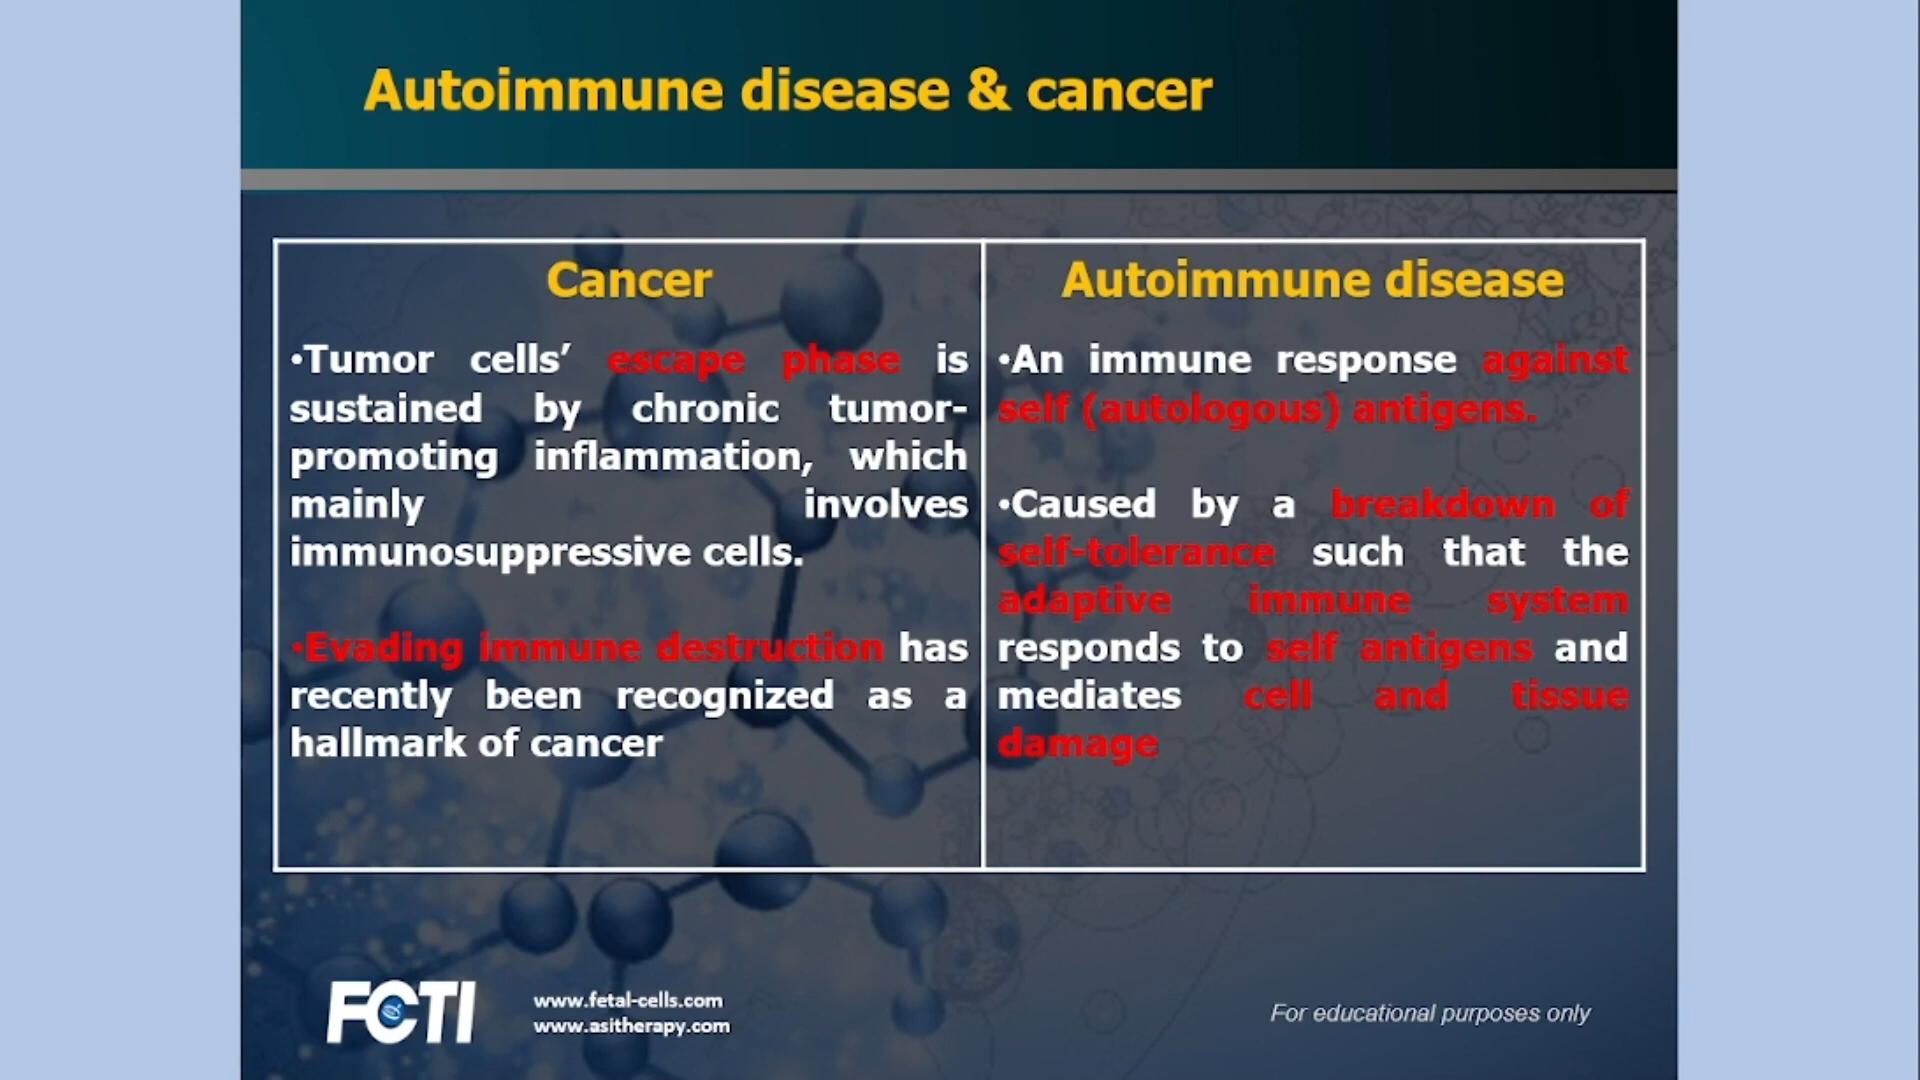 Autoimmune disease & cancer
Cancer
•Tumor cells’ escape phase is
sustained by chronic tumor-
promoting inflammation, which
mainly involves
immunosuppressive cells.
•Evading immune destruction has
recently been recognized as a
hallmark of cancer
Autoimmune disease
•An immune response against
self (autologous) antigens.
•Caused by a breakdown of
self-tolerance such that the
adaptive immune system
responds to self antigens and
mediates cell and tissue
damage
FCTI
www.fetal-cells.com
www.asitherapy.com
For educational purposes only